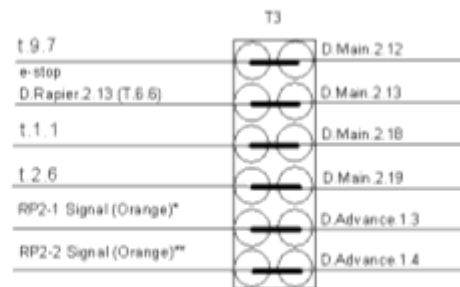 T3
t.9.7
D.Main.2.12
e-stop
D.Rapier.2.13 (T.6.6)
D.Main.2.13
t.1.1
D.Main.2.18
t.2.6
D.Main.2.19
RP2-1 Signal (Orange)*
D.Advance.1.3
RP2-2 Signal (Orange)**
D.Advance.1.4